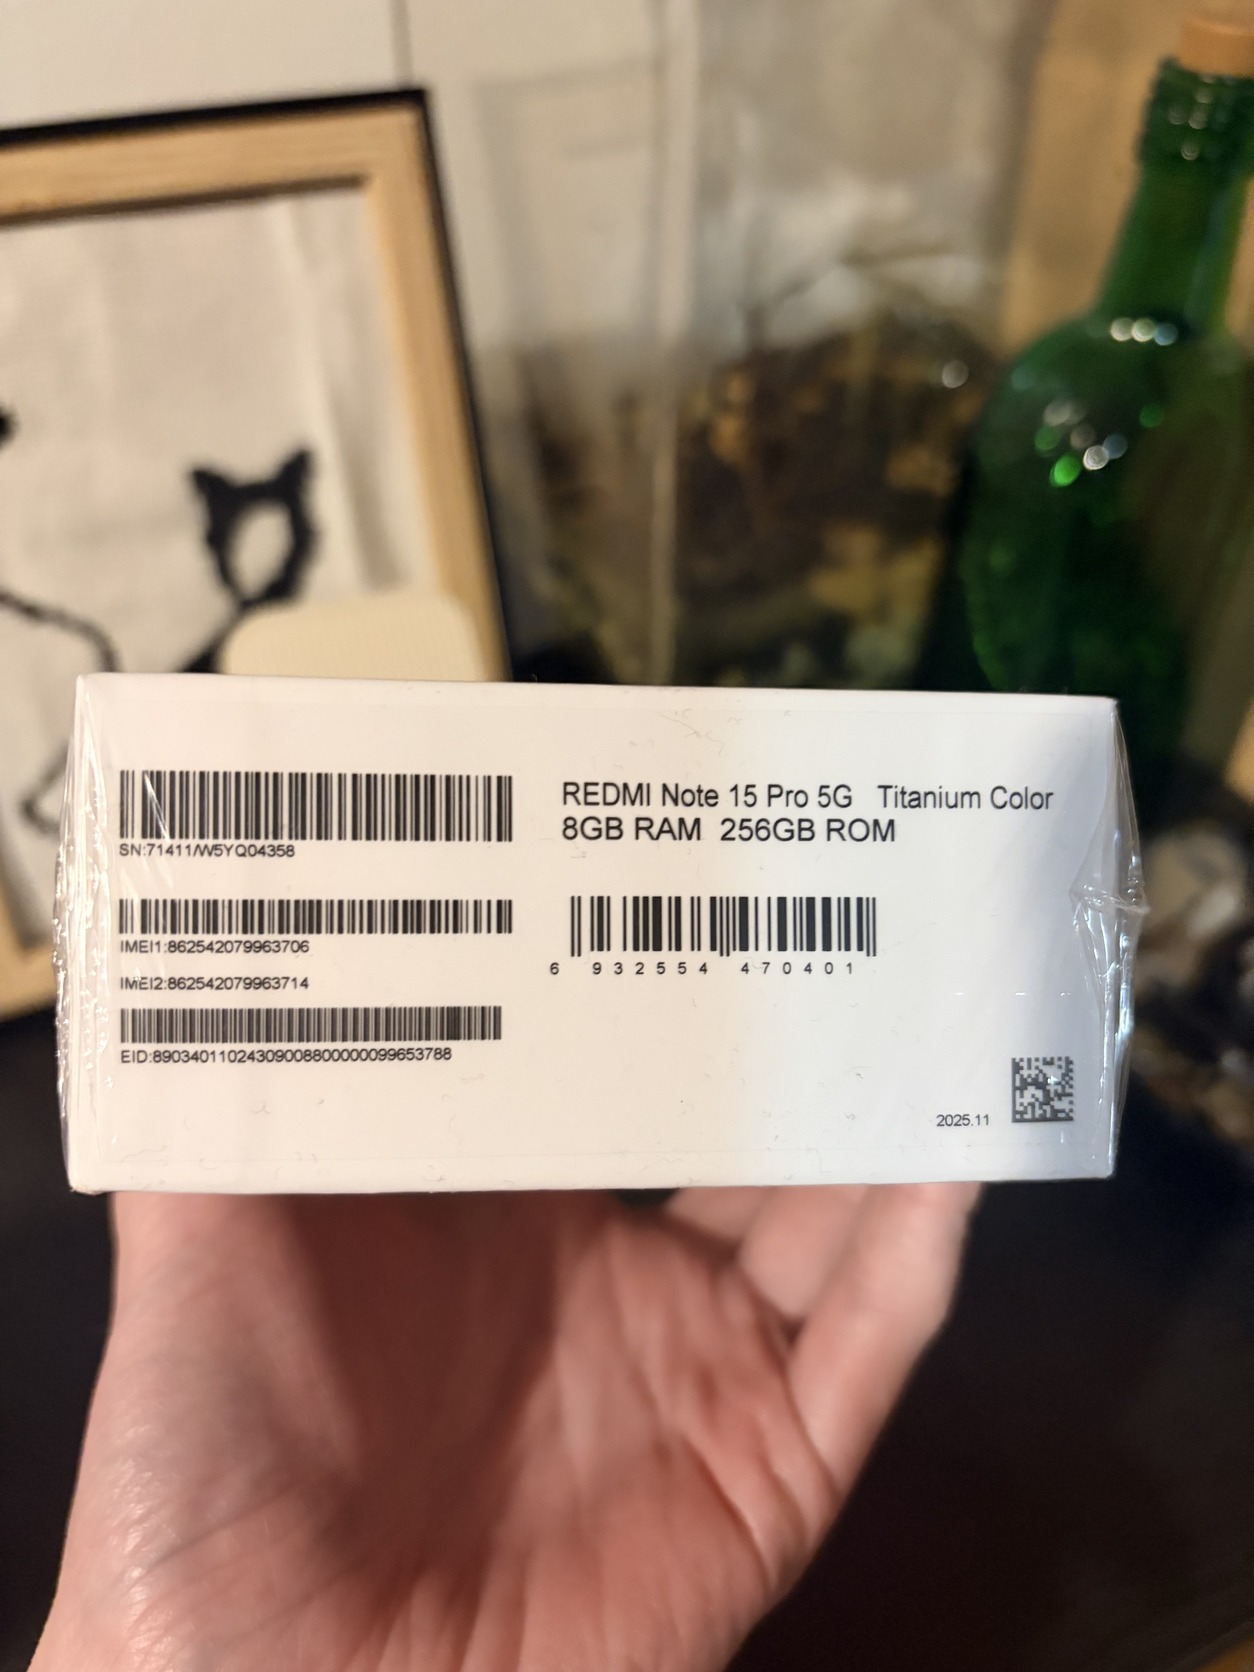 SN:71411/W5YQ04358
REDMI Note 15 Pro 5G Titanium Color
8GB RAM 256GB ROM
IMEI1:862542079963706
IMEI2:862542079963714
6 932554 470401
EID:89034011024309008800000099653788
2025.11